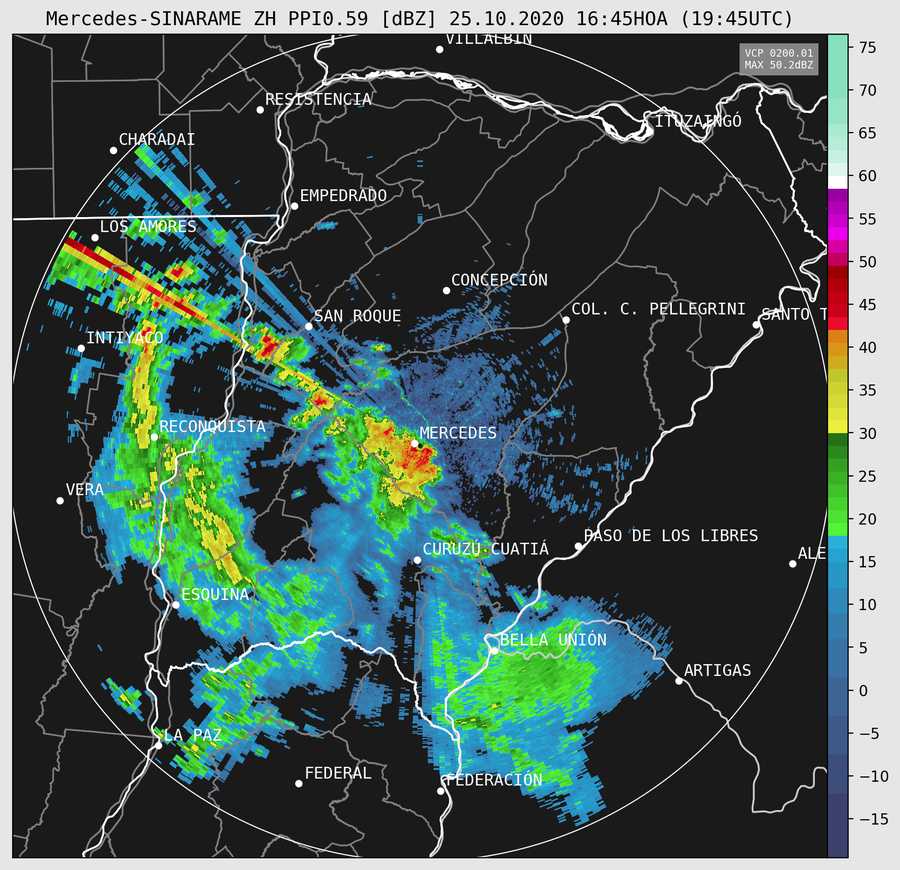 Mercedes-SINARAME ZH PPI0.59 [dBZ] 25.10.2020 16:45HOA (19:45UTC)
VILLALBIN
VCP 0200.01
MAX 50.2dBZ
RESISTENCIA
ITUZAINGÓ
CHARADAI
EMPEDRADO
LOS AMORES
CONCEPCIÓN
SAN ROQUE
COL. C. PELLEGRINI
SANTO T
INTIYACO
RECONQUISTA
MERCEDES
VERA
CURUZÚ CUATIÁ
PASO DE LOS LIBRES
ALE
ESQUINA
BELLA UNIÓN
ARTIGAS
LA PAZ
FEDERAL
FEDERACIÓN
75
70
65
60
55
50
45
40
35
30
25
20
15
10
5
0
−5
−10
−15